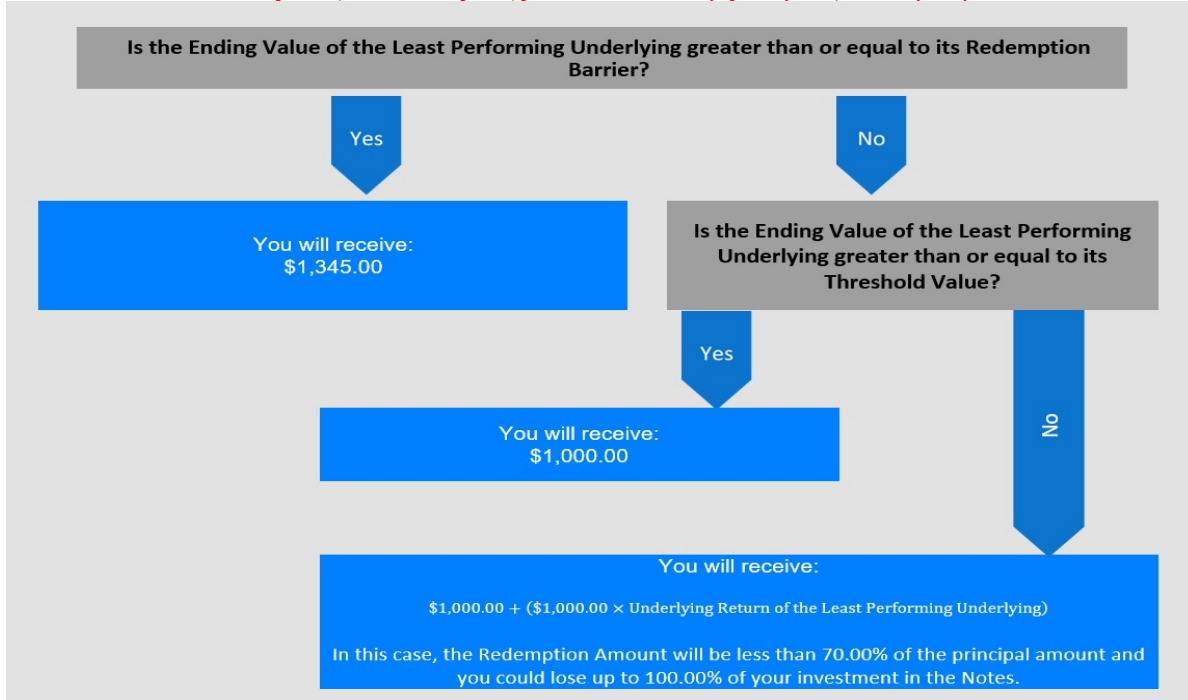 Is the Ending Value of the Least Performing Underlying greater than or equal to its Redemption
Barrier?
Yes
No
You will receive:
$1,345.00
Is the Ending Value of the Least Performing
Underlying greater than or equal to its
Threshold Value?
Yes
No
You will receive:
$1,000.00
You will receive:
$1,000.00 + ($1,000.00 × Underlying Return of the Least Performing Underlying)
In this case, the Redemption Amount will be less than 70.00% of the principal amount and
you could lose up to 100.00% of your investment in the Notes.